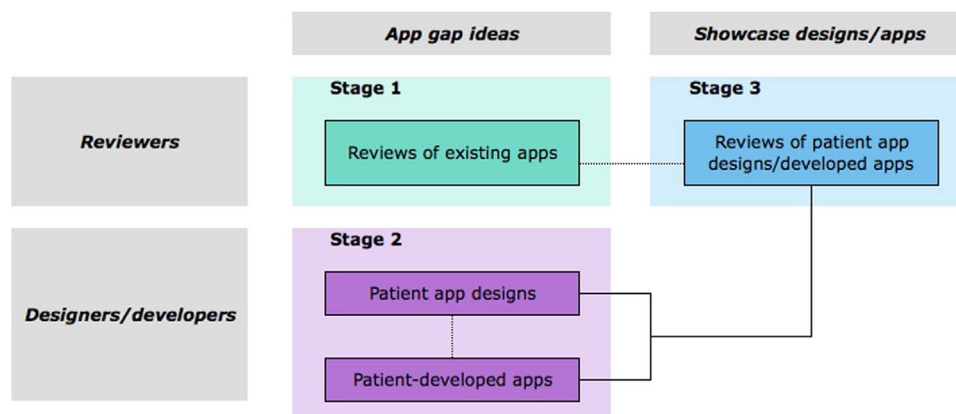 App gap ideas
Showcase designs/apps
Reviewers
Stage 1
Reviews of existing apps
Stage 3
Reviews of patient app
designs/developed apps
Designers/developers
Stage 2
Patient app designs
Patient-developed apps